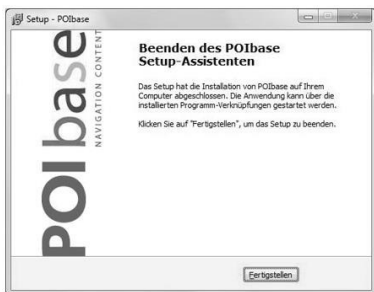 Setup - POIbase
POIbase
NAVIGATION CONTENT
Beenden des POIbase
Setup-Assistenten
Das Setup hat die Installation von POIbase auf Ihrem
Computer abgeschlossen. Die Anwendung kann über die
installierten Programm-Verknüpfungen gestartet werden.
Klicken Sie auf "Fertigstellen", um das Setup zu beenden.
Fertigstellen